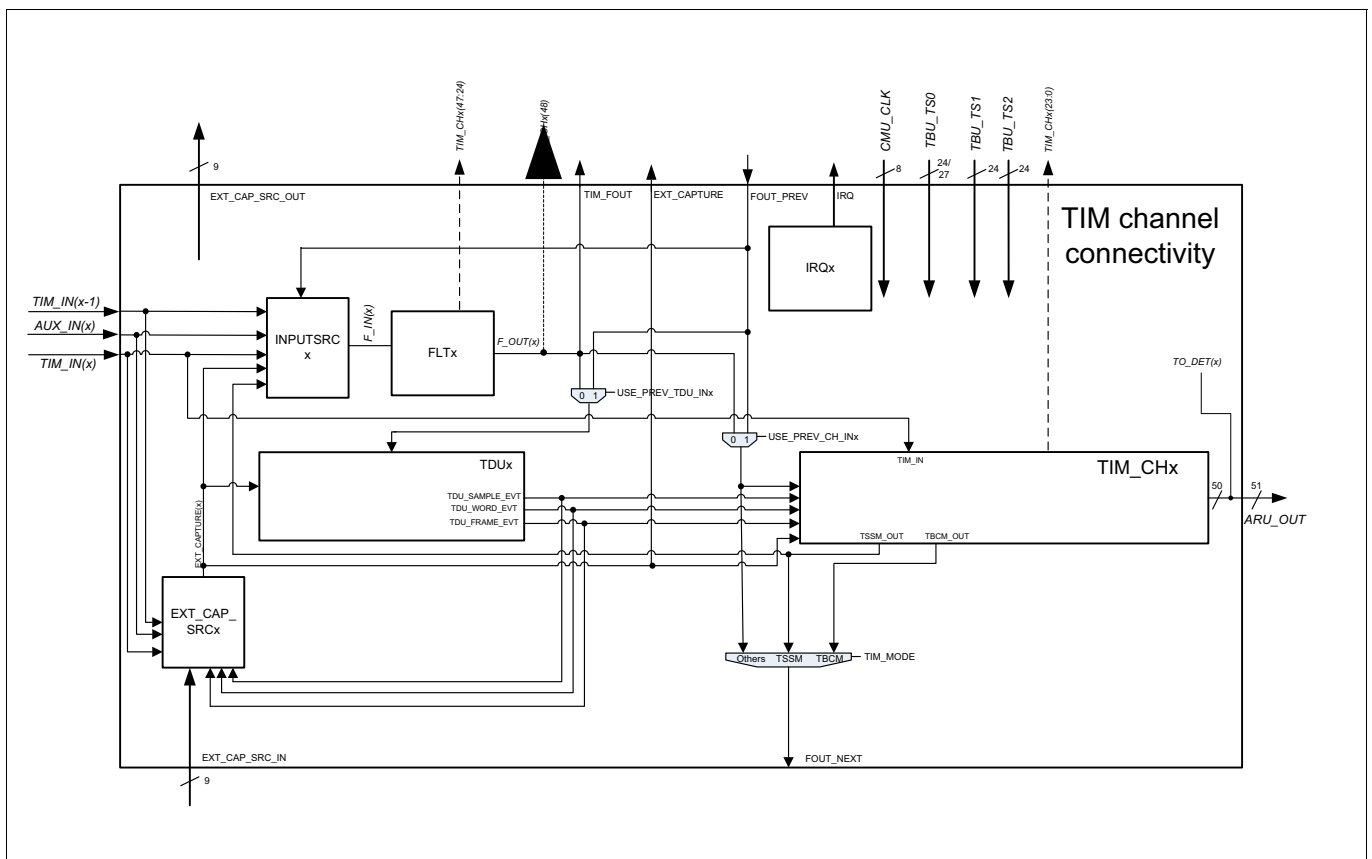 TIM_CHx(47:24)
CHx(48)
CMU_CLK
TBU_TS0
TBU_TS1
TBU_TS2
TIM_CHx(23:0)
9
8
24/
27
24
24
EXT_CAP_SRC_OUT
TIM_FOUT
EXT_CAPTURE
FOUT_PREV
IRQ
TIM channel
connectivity
IRQx
TIM_IN(x-1)
AUX_IN(x)
TIM_IN(x)
INPUTSRC
x
F_IN(x)
FLTx
F_OUT(x)
TO_DET(x)
0 1
USE_PREV_TDU_INx
0 1
USE_PREV_CH_INx
TDUx
TDU_SAMPLE_EVT
TDU_WORD_EVT
TDU_FRAME_EVT
TIM_IN
TIM_CHx
TSSM_OUT
TBCM_OUT
50
51
ARU_OUT
EXT_CAPTURE(x)
EXT_CAP_
SRCx
Others TSSM TBCM
TIM_MODE
EXT_CAP_SRC_IN
FOUT_NEXT
9